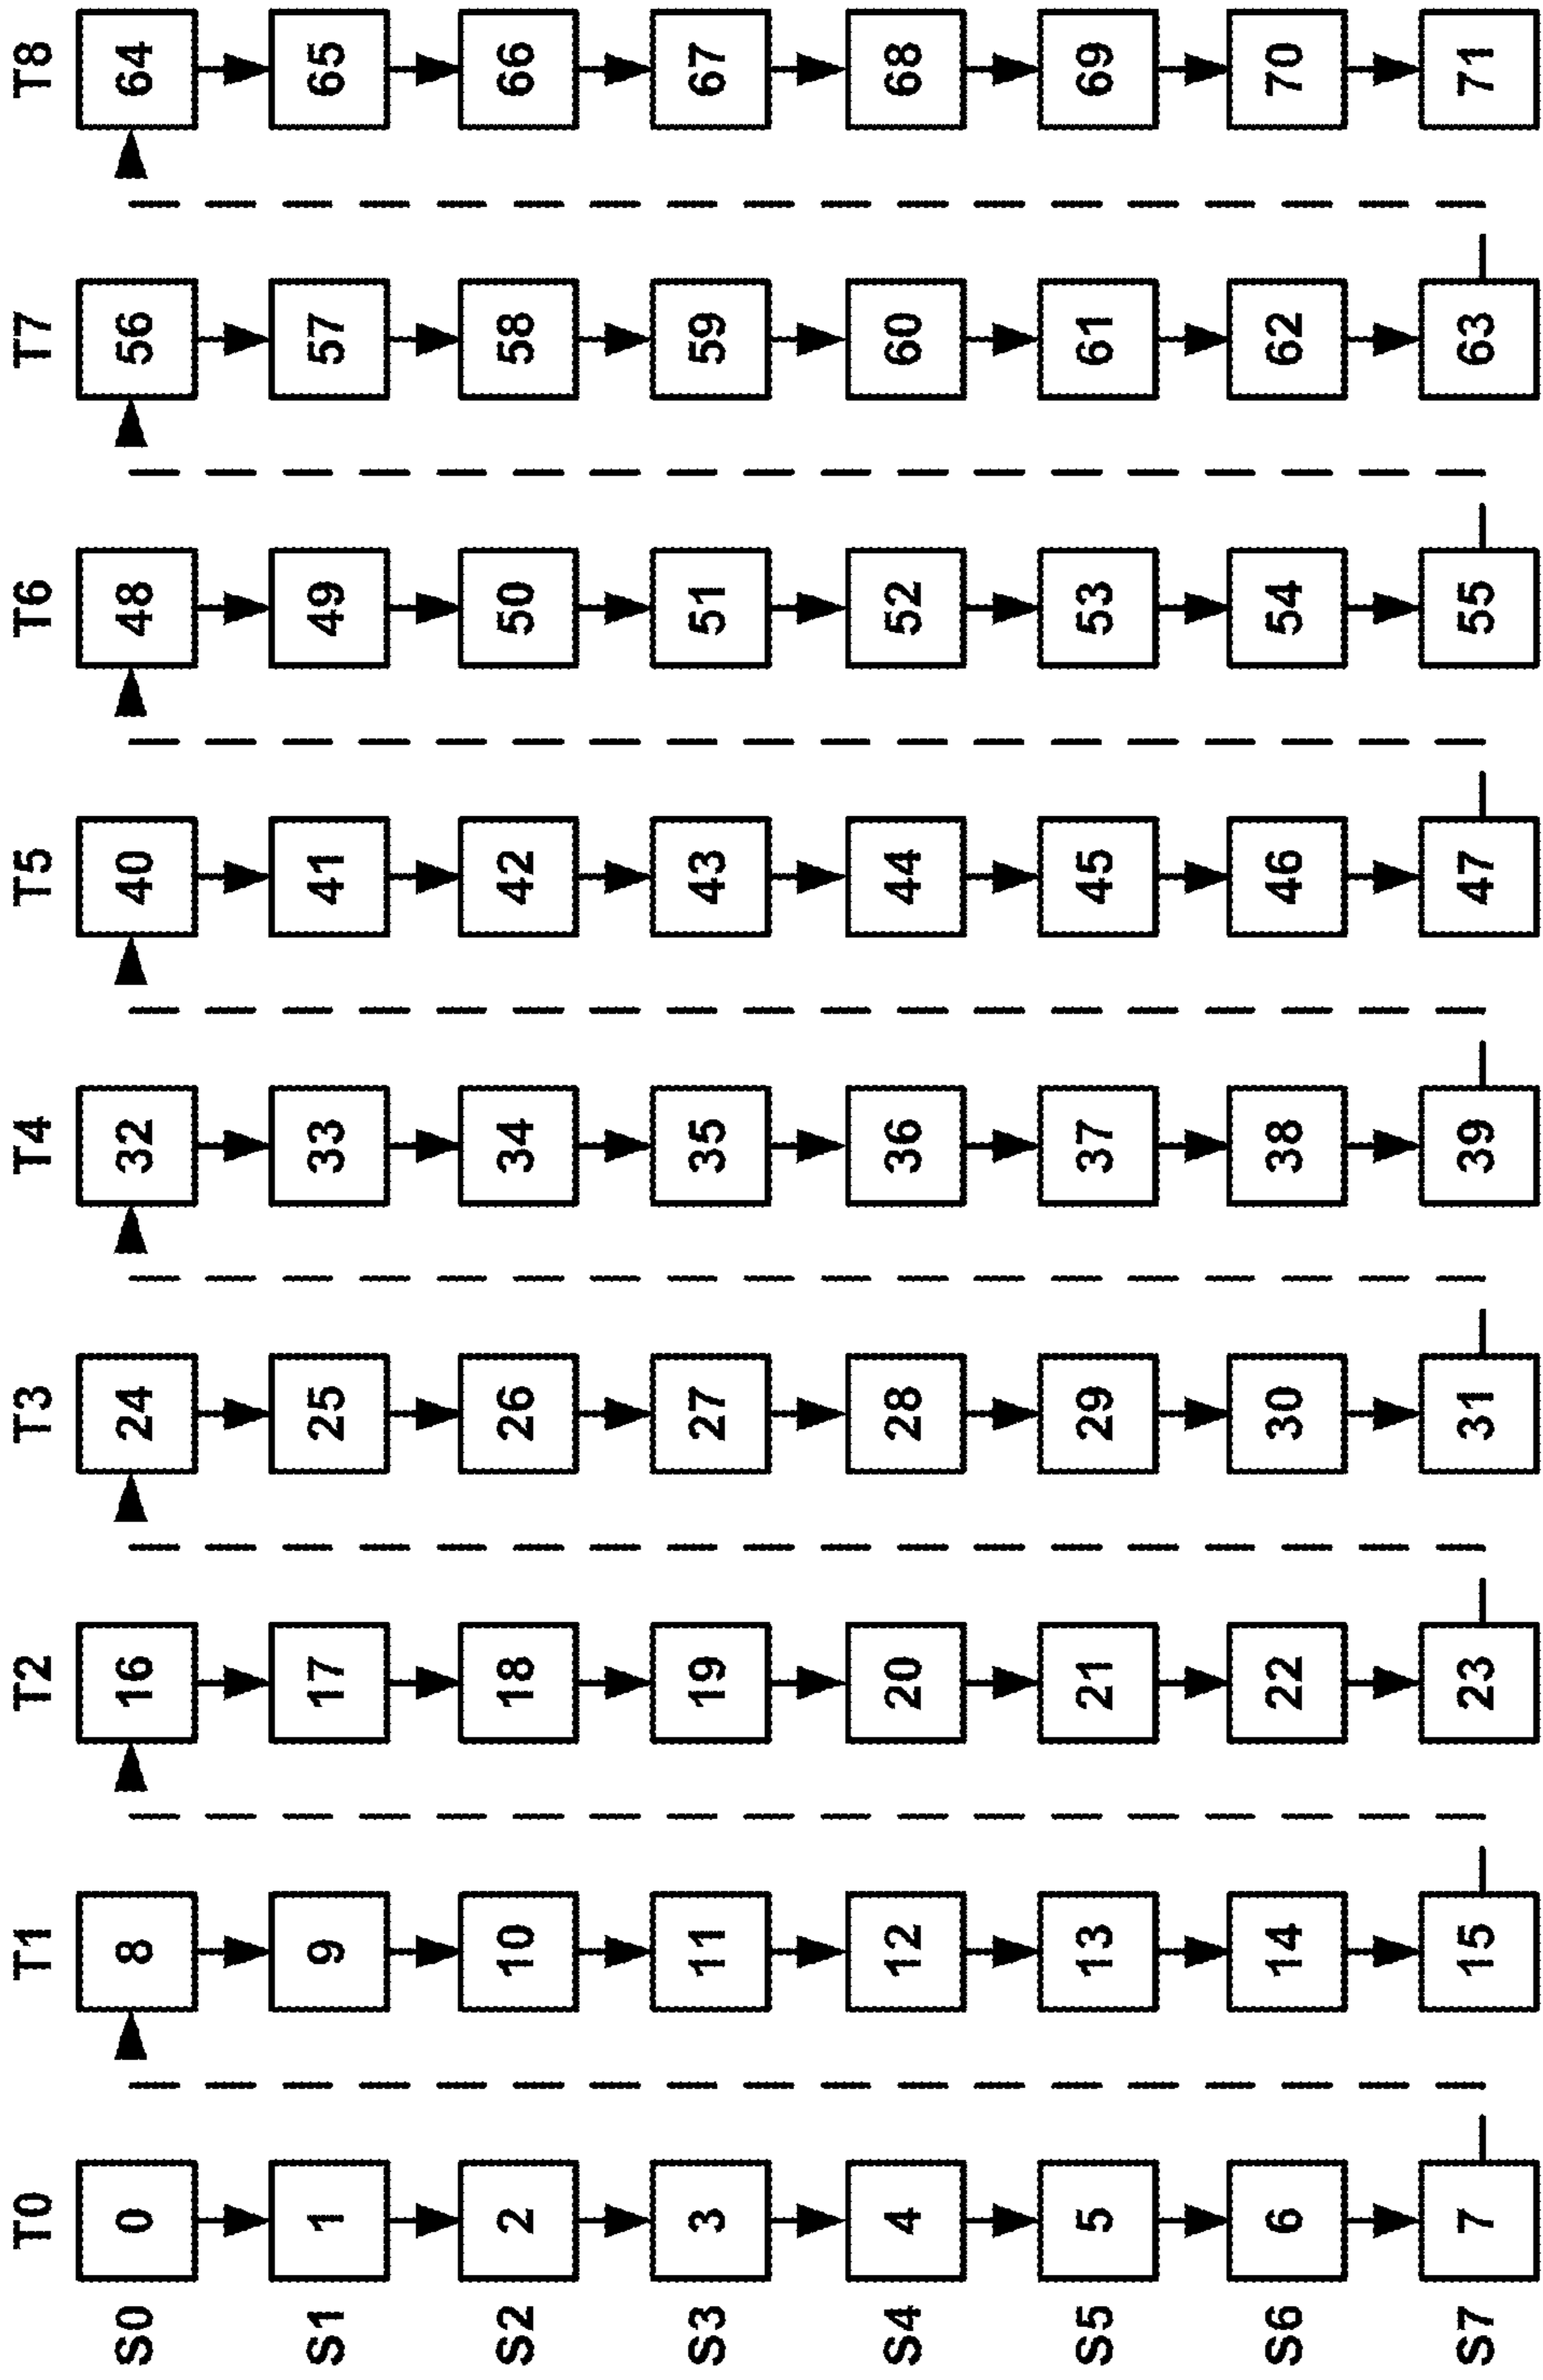 T0 T1 T2 T3 T4 T5 T6 T7 T8
S0 0 8 16 24 32 40 48 56 64
S1 1 9 17 25 33 41 49 57 65
S2 2 10 18 26 34 42 50 58 66
S3 3 11 19 27 35 43 51 59 67
S4 4 12 20 28 36 44 52 60 68
S5 5 13 21 29 37 45 53 61 69
S6 6 14 22 30 38 46 54 62 70
S7 7 15 23 31 39 47 55 63 71